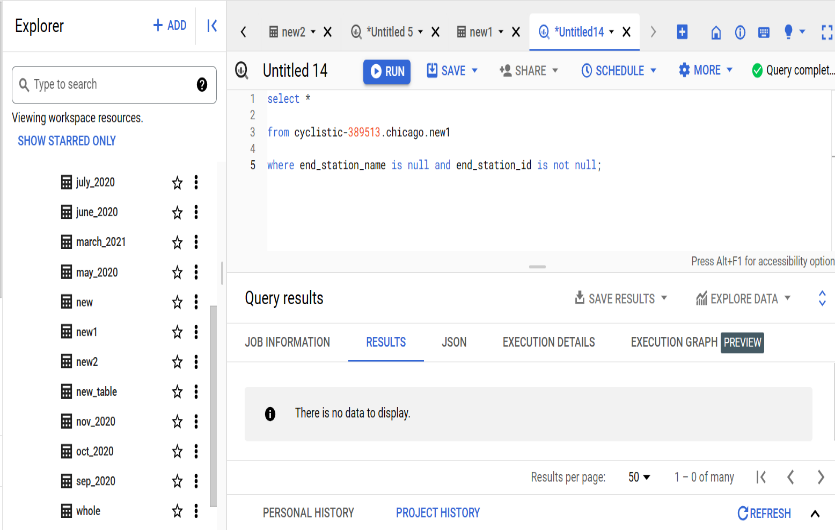 Explorer
+ ADD
Type to search
Viewing workspace resources.
SHOW STARRED ONLY
july_2020
june_2020
march_2021
may_2020
new
new1
new2
new_table
nov_2020
oct_2020
sep_2020
whole
new2
*Untitled 5
new1
*Untitled14
Untitled 14
RUN
SAVE
SHARE
SCHEDULE
MORE
Query complet...
1 select *
2
3 from cyclistic-389513.chicago.new1
4
5 where end_station_name is null and end_station_id is not null;
Press Alt+F1 for accessibility option
Query results
SAVE RESULTS
EXPLORE DATA
JOB INFORMATION
RESULTS
JSON
EXECUTION DETAILS
EXECUTION GRAPH PREVIEW
There is no data to display.
Results per page: 50 1 – 0 of many
PERSONAL HISTORY
PROJECT HISTORY
REFRESH